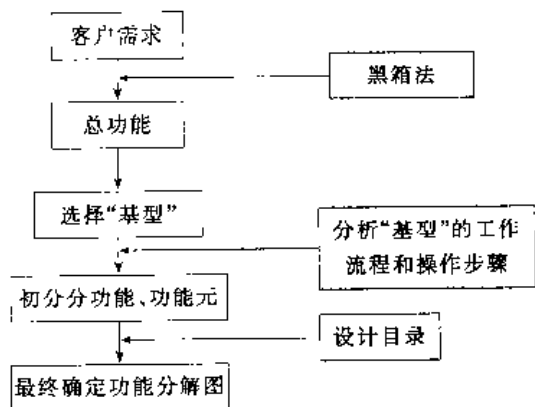 客户需求
黑箱法
总功能
选择“基型”
分析“基型”的工作
流程和操作步骤
初分分功能、功能元
设计目录
最终确定功能分解图